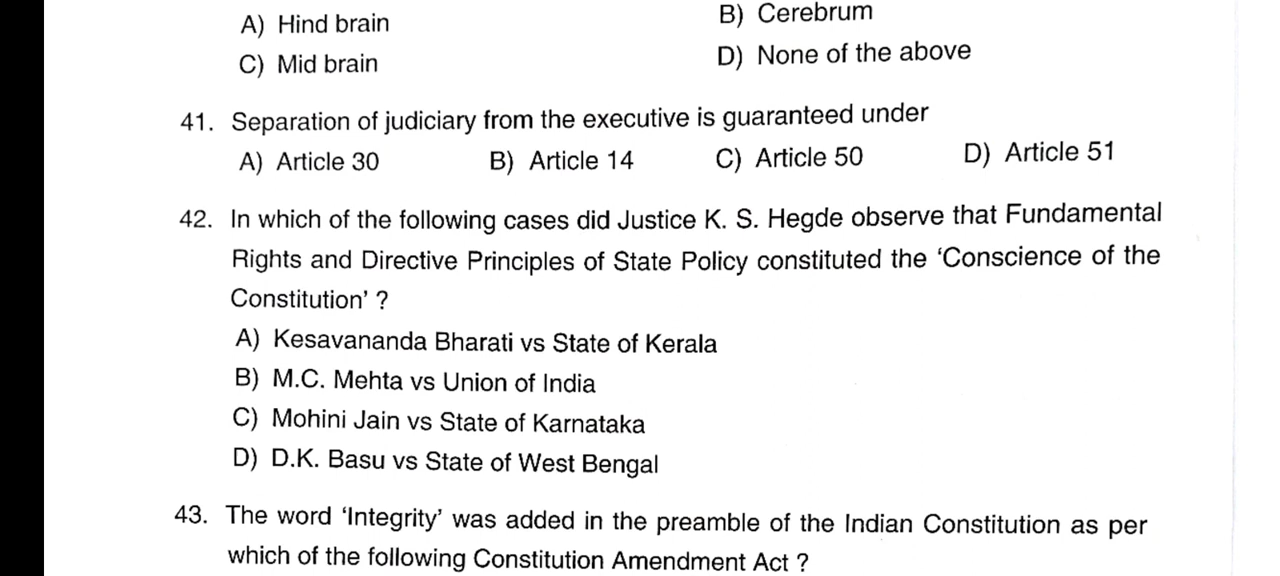 A) Hind brain B) Cerebrum
C) Mid brain D) None of the above
41. Separation of judiciary from the executive is guaranteed under
A) Article 30 B) Article 14 C) Article 50 D) Article 51
42. In which of the following cases did Justice K. S. Hegde observe that Fundamental
Rights and Directive Principles of State Policy constituted the ‘Conscience of the
Constitution’ ?
A) Kesavananda Bharati vs State of Kerala
B) M.C. Mehta vs Union of India
C) Mohini Jain vs State of Karnataka
D) D.K. Basu vs State of West Bengal
43. The word ‘Integrity’ was added in the preamble of the Indian Constitution as per
which of the following Constitution Amendment Act ?